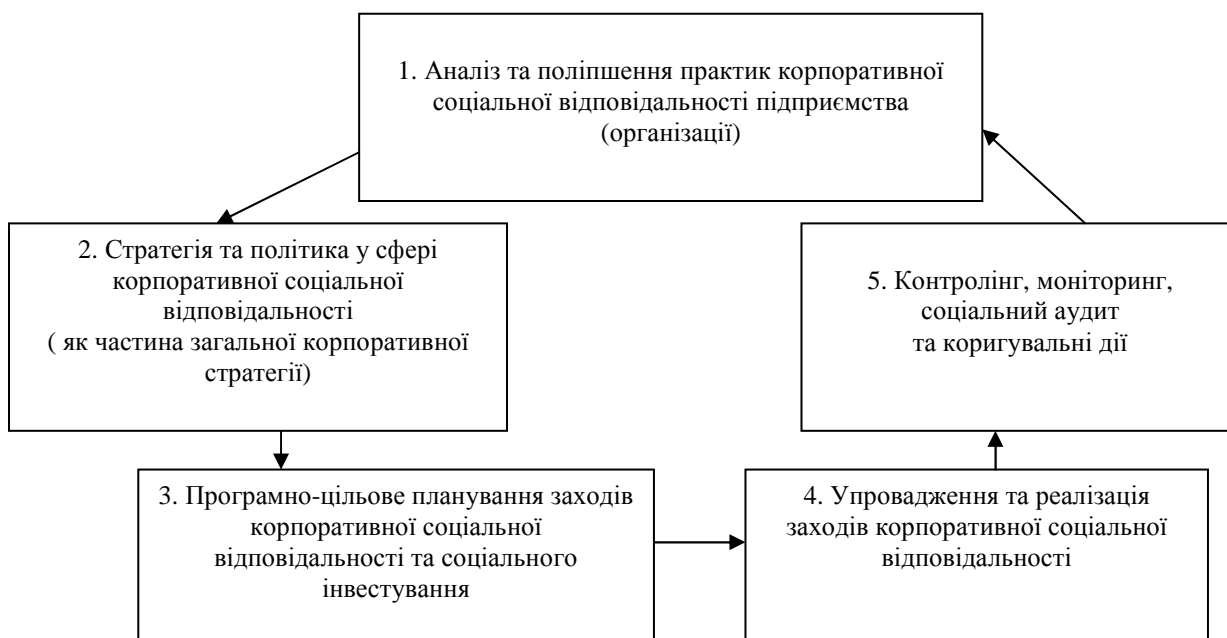 1. Аналіз та поліпшення практик корпоративної
соціальної відповідальності підприємства
(організації)
2. Стратегія та політика у сфері
корпоративної соціальної
відповідальності
( як частина загальної корпоративної
стратегії)
3. Програмно-цільове планування заходів
корпоративної соціальної
відповідальності та соціального
інвестування
4. Упровадження та реалізація
заходів корпоративної соціальної
відповідальності
5. Контролінг, моніторинг,
соціальний аудит
та коригувальні дії